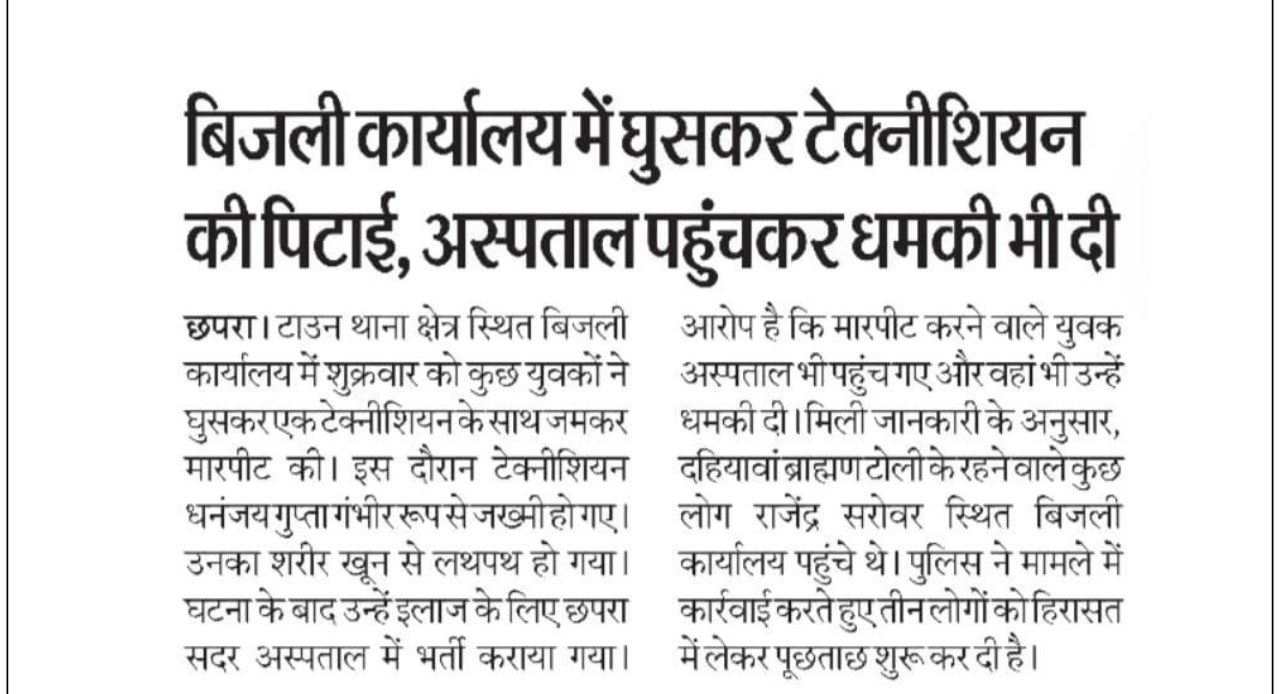 बिजली कार्यालय में घुसकर टेक्नीशियन
की पिटाई, अस्पताल पहुंचकर धमकी भी दी
छपरा। टाउन थाना क्षेत्र स्थित बिजली
कार्यालय में शुक्रवार को कुछ युवकों ने
घुसकर एक टेक्नीशियन के साथ जमकर
मारपीट की। इस दौरान टेक्नीशियन
धनंजय गुप्ता गंभीर रूप से जख्मी हो गए।
उनका शरीर खून से लथपथ हो गया।
घटना के बाद उन्हें इलाज के लिए छपरा
सदर अस्पताल में भर्ती कराया गया।
आरोप है कि मारपीट करने वाले युवक
अस्पताल भी पहुंच गए और वहां भी उन्हें
धमकी दी। मिली जानकारी के अनुसार,
दहियावां ब्राह्मण टोली के रहने वाले कुछ
लोग राजेंद्र सरोवर स्थित बिजली
कार्यालय पहुंचे थे। पुलिस ने मामले में
कार्रवाई करते हुए तीन लोगों को हिरासत
में लेकर पूछताछ शुरू कर दी है।